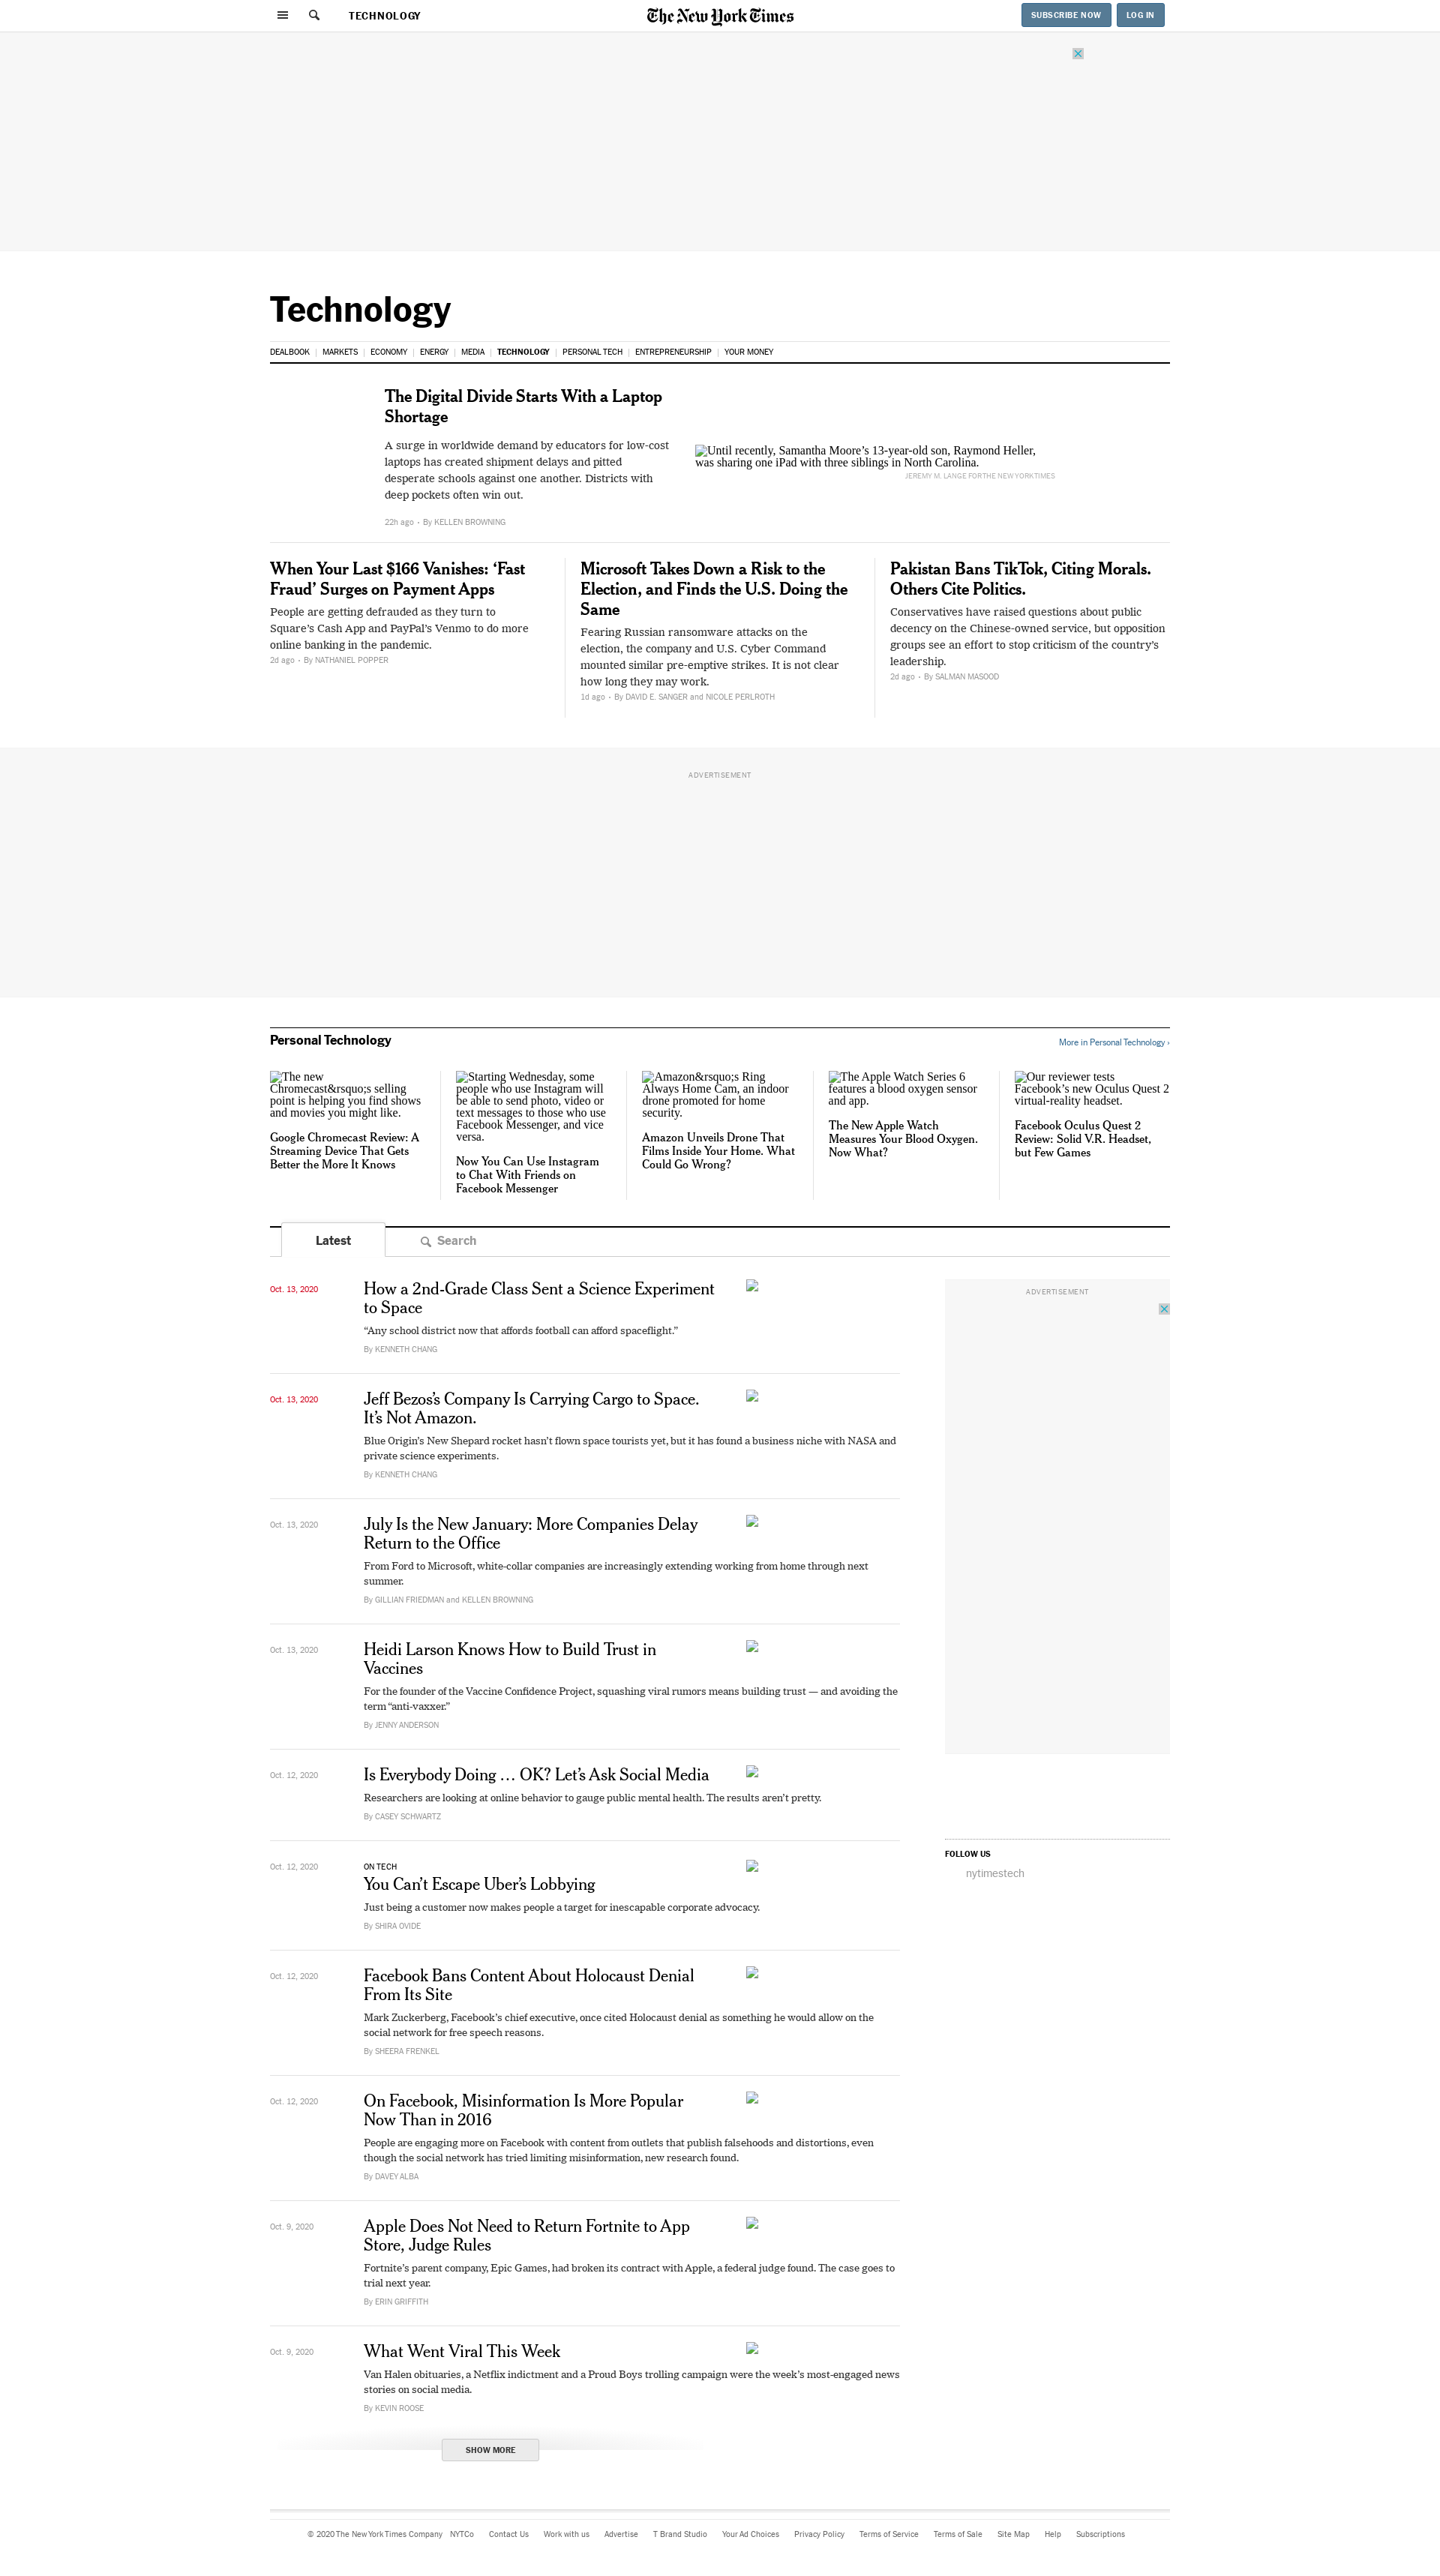 TECHNOLOGY
The New York Times
SUBSCRIBE NOW
LOG IN
Technology
DEALBOOK | MARKETS | ECONOMY | ENERGY | MEDIA | TECHNOLOGY | PERSONAL TECH | ENTREPRENEURSHIP | YOUR MONEY
The Digital Divide Starts With a Laptop
Shortage
A surge in worldwide demand by educators for low-cost
laptops has created shipment delays and pitted
desperate schools against one another. Districts with
deep pockets often win out.
22h ago • By KELLEN BROWNING
Until recently, Samantha Moore’s 13-year-old son, Raymond Heller,
was sharing one iPad with three siblings in North Carolina.
JEREMY M. LANGE FOR THE NEW YORK TIMES
When Your Last $166 Vanishes: ‘Fast
Fraud’ Surges on Payment Apps
People are getting defrauded as they turn to
Square’s Cash App and PayPal’s Venmo to do more
online banking in the pandemic.
2d ago • By NATHANIEL POPPER
Microsoft Takes Down a Risk to the
Election, and Finds the U.S. Doing the
Same
Fearing Russian ransomware attacks on the
election, the company and U.S. Cyber Command
mounted similar pre-emptive strikes. It is not clear
how long they may work.
1d ago • By DAVID E. SANGER and NICOLE PERLROTH
Pakistan Bans TikTok, Citing Morals.
Others Cite Politics.
Conservatives have raised questions about public
decency on the Chinese-owned service, but opposition
groups see an effort to stop criticism of the country’s
leadership.
2d ago • By SALMAN MASOOD
ADVERTISEMENT
Personal Technology
More in Personal Technology ›
The new
Chromecast&rsquo;s selling
point is helping you find shows
and movies you might like.
Google Chromecast Review: A
Streaming Device That Gets
Better the More It Knows
Starting Wednesday, some
people who use Instagram will
be able to send photo, video or
text messages to those who use
Facebook Messenger, and vice
versa.
Now You Can Use Instagram
to Chat With Friends on
Facebook Messenger
Amazon&rsquo;s Ring
Always Home Cam, an indoor
drone promoted for home
security.
Amazon Unveils Drone That
Films Inside Your Home. What
Could Go Wrong?
The Apple Watch Series 6
features a blood oxygen sensor
and app.
The New Apple Watch
Measures Your Blood Oxygen.
Now What?
Our reviewer tests
Facebook’s new Oculus Quest 2
virtual-reality headset.
Facebook Oculus Quest 2
Review: Solid V.R. Headset,
but Few Games
Latest
Search
Oct. 13, 2020
How a 2nd-Grade Class Sent a Science Experiment
to Space
“Any school district now that affords football can afford spaceflight.”
By KENNETH CHANG
Oct. 13, 2020
Jeff Bezos’s Company Is Carrying Cargo to Space.
It’s Not Amazon.
Blue Origin’s New Shepard rocket hasn’t flown space tourists yet, but it has found a business niche with NASA and
private science experiments.
By KENNETH CHANG
Oct. 13, 2020
July Is the New January: More Companies Delay
Return to the Office
From Ford to Microsoft, white-collar companies are increasingly extending working from home through next
summer.
By GILLIAN FRIEDMAN and KELLEN BROWNING
Oct. 13, 2020
Heidi Larson Knows How to Build Trust in
Vaccines
For the founder of the Vaccine Confidence Project, squashing viral rumors means building trust — and avoiding the
term “anti-vaxxer.”
By JENNY ANDERSON
Oct. 12, 2020
Is Everybody Doing … OK? Let’s Ask Social Media
Researchers are looking at online behavior to gauge public mental health. The results aren’t pretty.
By CASEY SCHWARTZ
Oct. 12, 2020
ON TECH
You Can’t Escape Uber’s Lobbying
Just being a customer now makes people a target for inescapable corporate advocacy.
By SHIRA OVIDE
Oct. 12, 2020
Facebook Bans Content About Holocaust Denial
From Its Site
Mark Zuckerberg, Facebook’s chief executive, once cited Holocaust denial as something he would allow on the
social network for free speech reasons.
By SHEERA FRENKEL
Oct. 12, 2020
On Facebook, Misinformation Is More Popular
Now Than in 2016
People are engaging more on Facebook with content from outlets that publish falsehoods and distortions, even
though the social network has tried limiting misinformation, new research found.
By DAVEY ALBA
Oct. 9, 2020
Apple Does Not Need to Return Fortnite to App
Store, Judge Rules
Fortnite’s parent company, Epic Games, had broken its contract with Apple, a federal judge found. The case goes to
trial next year.
By ERIN GRIFFITH
Oct. 9, 2020
What Went Viral This Week
Van Halen obituaries, a Netflix indictment and a Proud Boys trolling campaign were the week’s most-engaged news
stories on social media.
By KEVIN ROOSE
SHOW MORE
ADVERTISEMENT
FOLLOW US
nytimestech
© 2020 The New York Times Company NYTCo Contact Us Work with us Advertise T Brand Studio Your Ad Choices Privacy Policy Terms of Service Terms of Sale Site Map Help Subscriptions